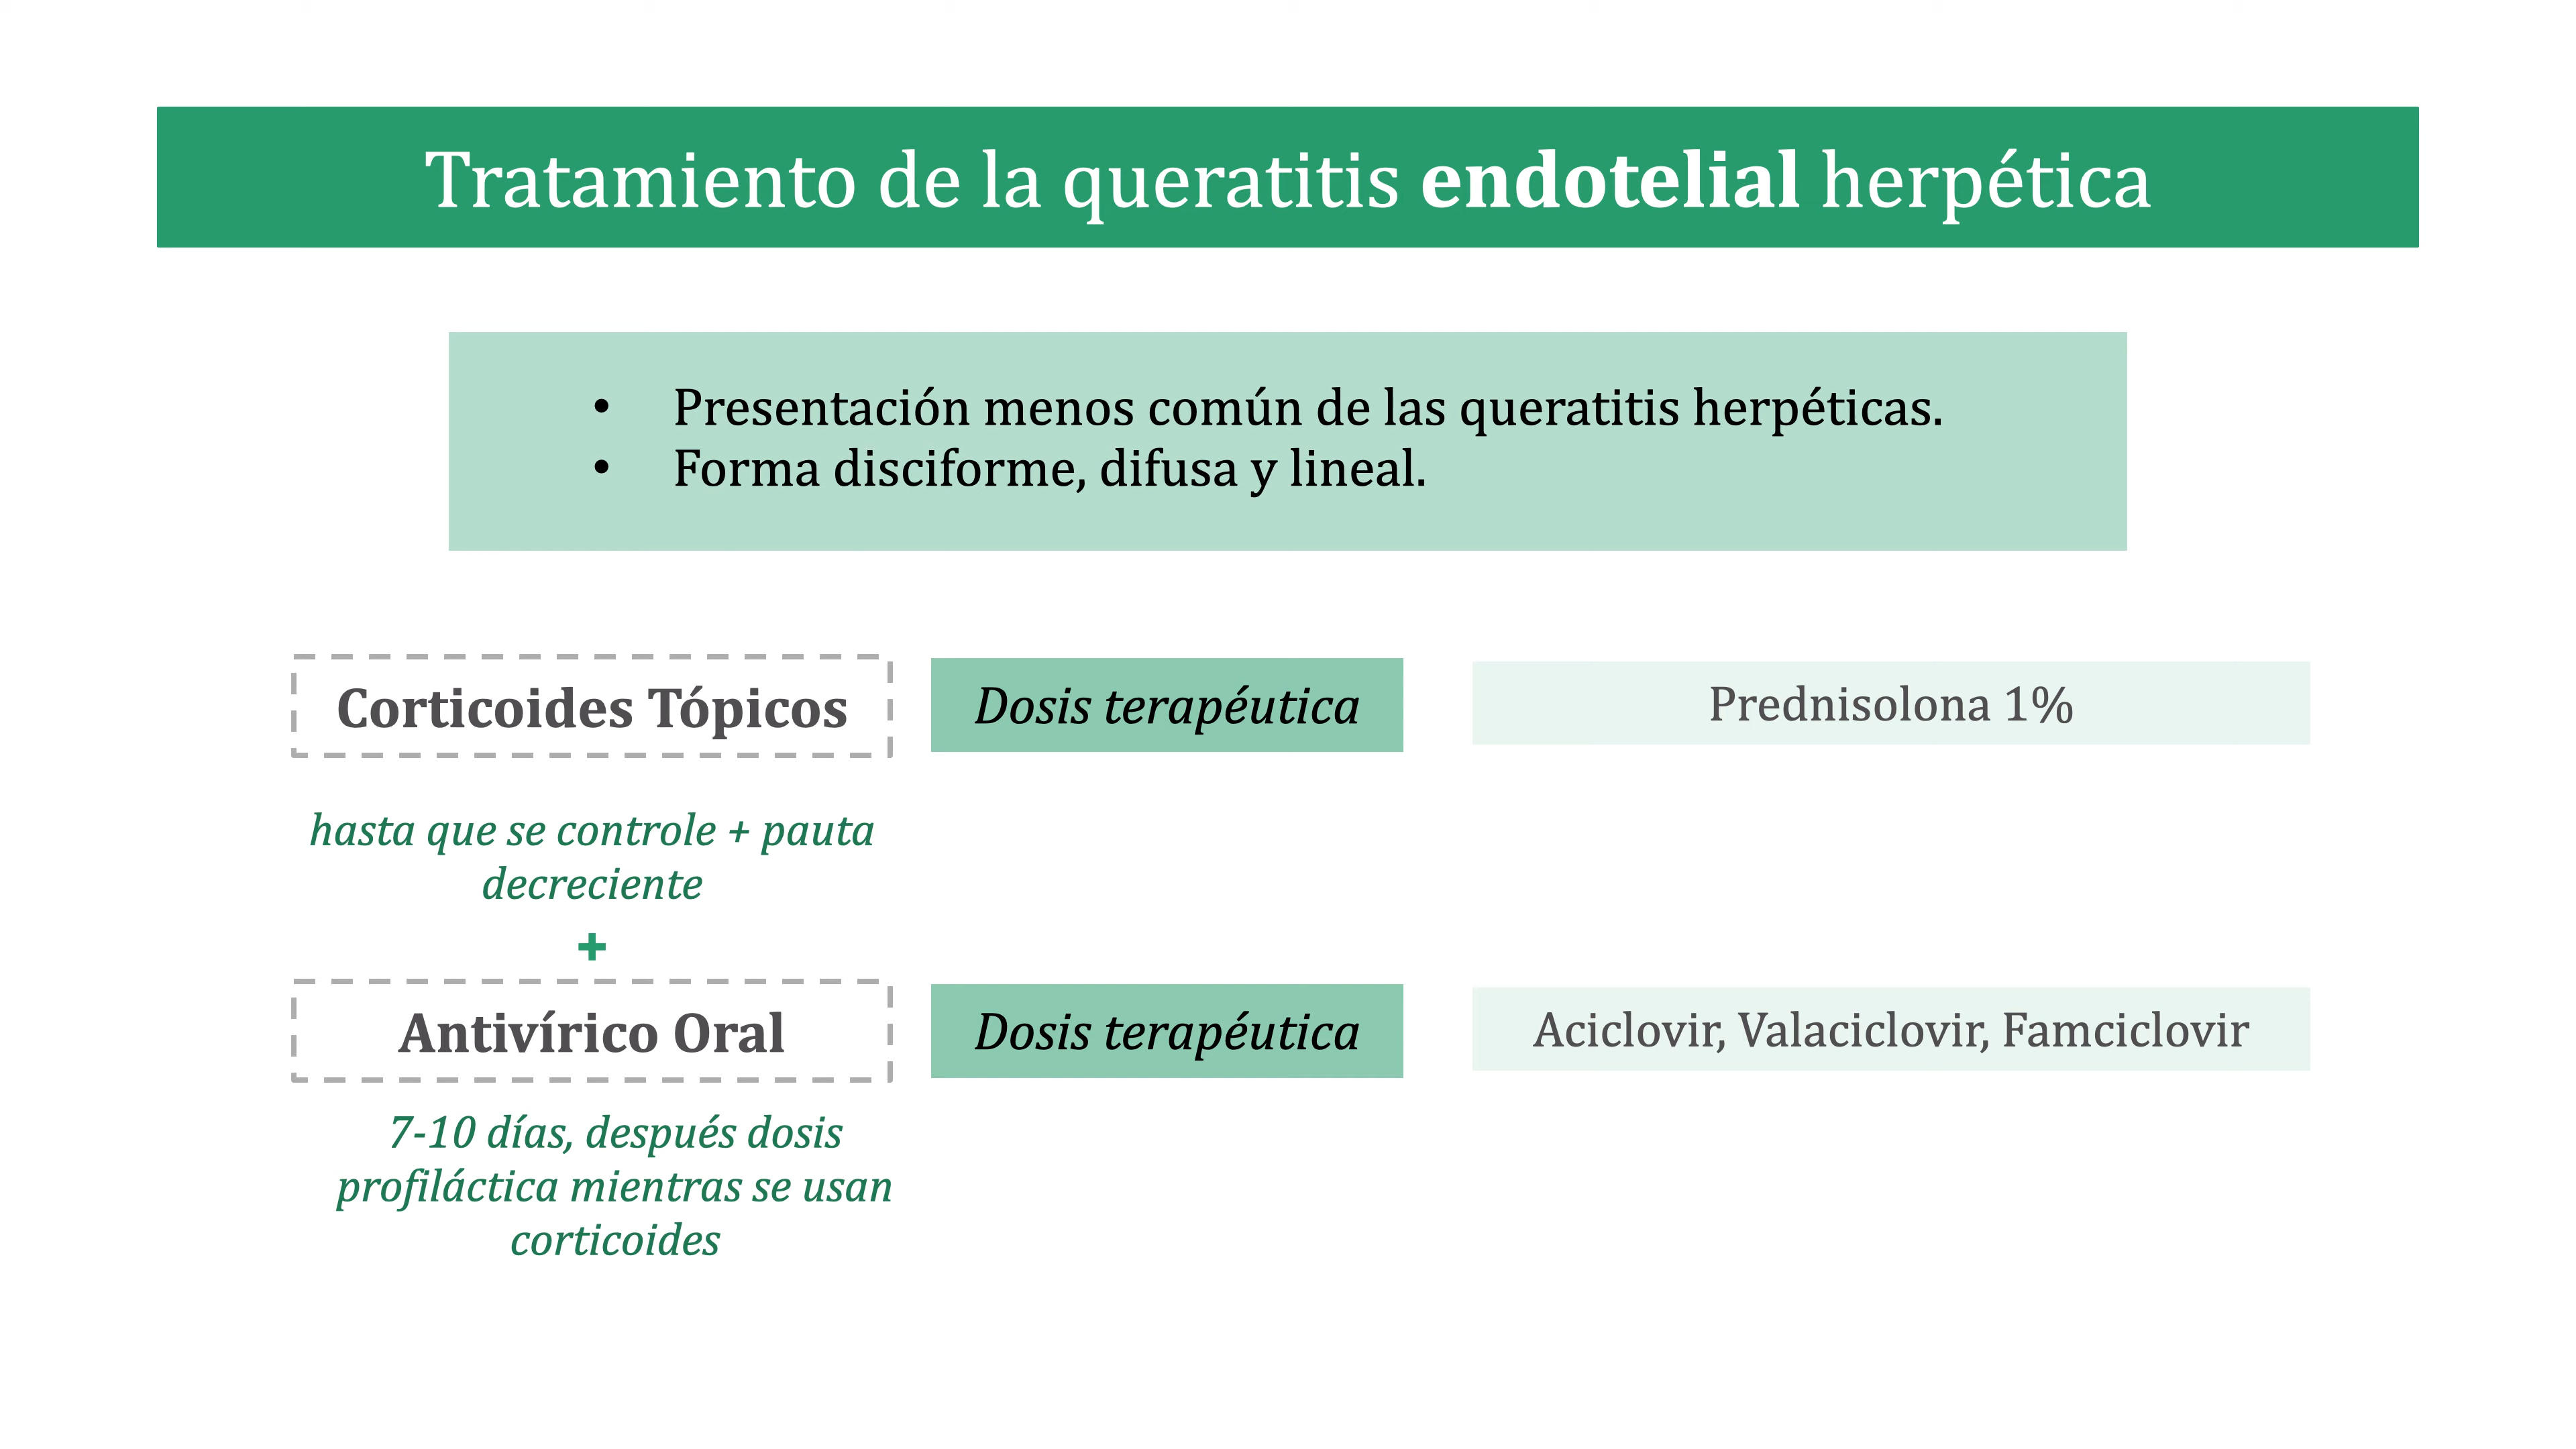 Tratamiento de la queratitis endotelial herpética
• Presentación menos común de las queratitis herpéticas.
• Forma disciforme, difusa y lineal.
Corticoides Tópicos
Dosis terapéutica
Prednisolona 1%
hasta que se controle + pauta
decreciente
+
Antivírico Oral
Dosis terapéutica
Aciclovir, Valaciclovir, Famciclovir
7-10 días, después dosis
profiláctica mientras se usan
corticoides